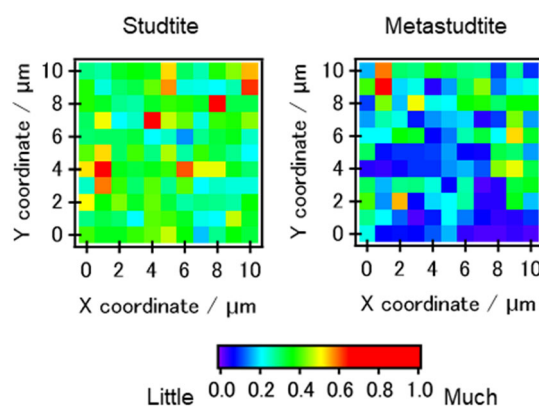 Studtite
Metastudtite
Y coordinate / µm
10
8
6
4
2
0
0 2 4 6 8 10
X coordinate / µm
Y coordinate / µm
10
8
6
4
2
0
0 2 4 6 8 10
X coordinate / µm
Little 0.0 0.2 0.4 0.6 0.8 1.0 Much